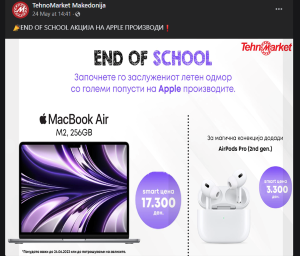 TehnoMarket Makedonija
24 May at 14:41 ·
🎉END OF SCHOOL АКЦИЈА НА APPLE ПРОИЗВОДИ❗
TehnoMarket
END OF SCHOOL
Започнете го заслужениот летен одмор
со големи попусти на Apple производите.
MacBook Air
M2, 256GB
smart цена
17.300
ден.
За магична конекција додади
AirPods Pro (2nd gen.)
smart цена
3.300
ден.